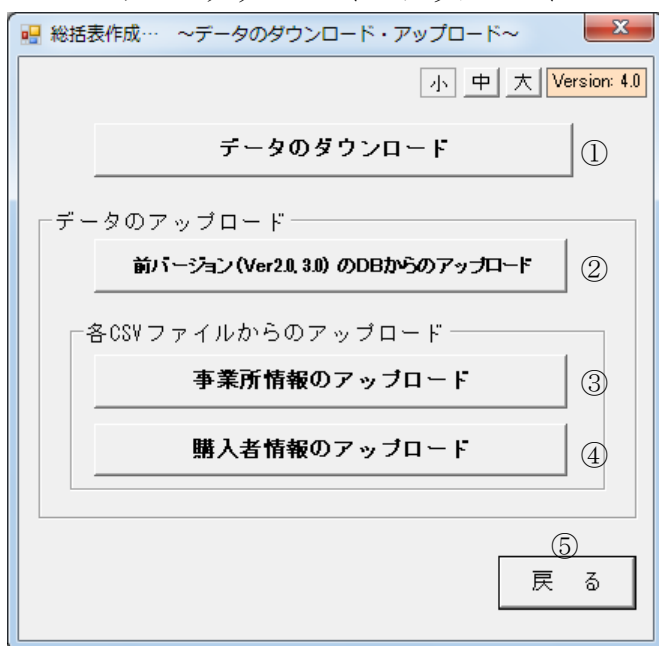 総括表作成… ～データのダウンロード・アップロード～
小 中 大 Version: 4.0
データのダウンロード ①
データのアップロード
前バージョン(Ver2.0, 3.0) のDBからのアップロード ②
各CSVファイルからのアップロード
事業所情報のアップロード ③
購入者情報のアップロード ④
⑤
戻 る